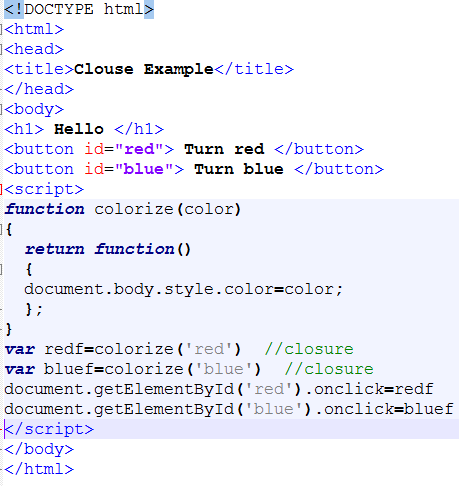 <!DOCTYPE html>
<html>
<head>
<title>Clouse Example</title>
</head>
<body>
<h1> Hello </h1>
<button id="red"> Turn red </button>
<button id="blue"> Turn blue </button>
<script>
function colorize(color)
{
return function()
{
document.body.style.color=color;
};
}
var redf=colorize('red')  //closure
var bluef=colorize('blue')  //closure
document.getElementById('red').onclick=redf
document.getElementById('blue').onclick=bluef
</script>
</body>
</html>